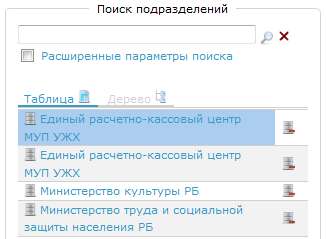 Поиск подразделений
Расширенные параметры поиска
Таблица Дерево
Единый расчетно-кассовый центр
МУП УЖХ
Единый расчетно-кассовый центр
МУП УЖХ
Министерство культуры РБ
Министерство труда и социальной
защиты населения РБ